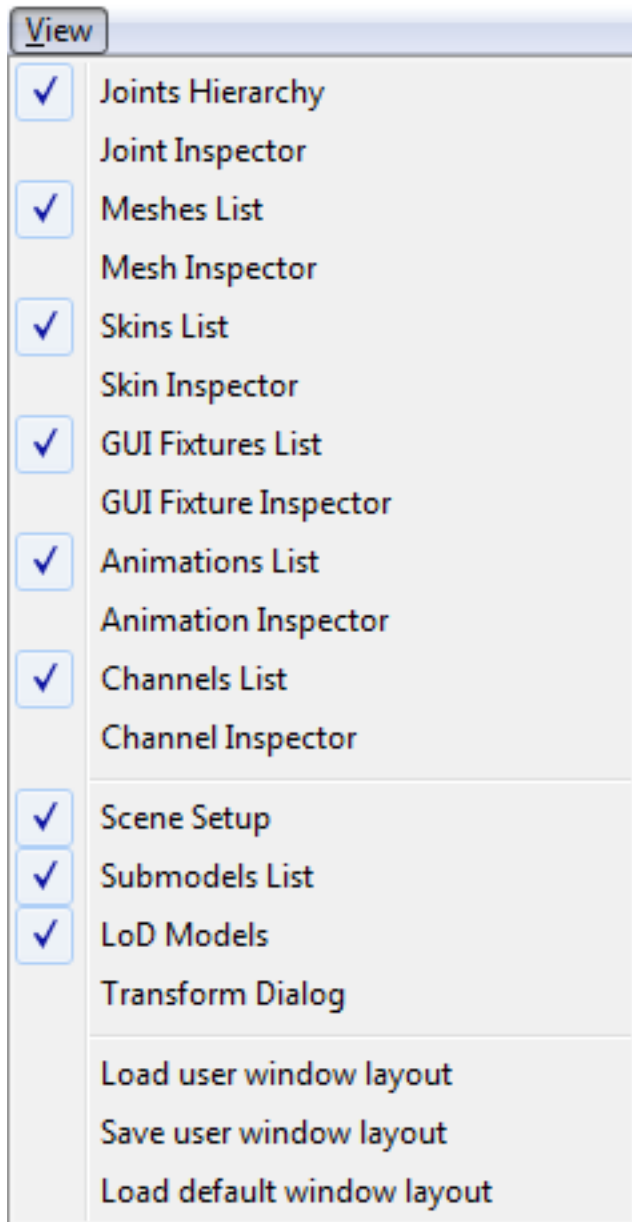 View
Joints Hierarchy
Joint Inspector
Meshes List
Mesh Inspector
Skins List
Skin Inspector
GUI Fixtures List
GUI Fixture Inspector
Animations List
Animation Inspector
Channels List
Channel Inspector
Scene Setup
Submodels List
LoD Models
Transform Dialog
Load user window layout
Save user window layout
Load default window layout